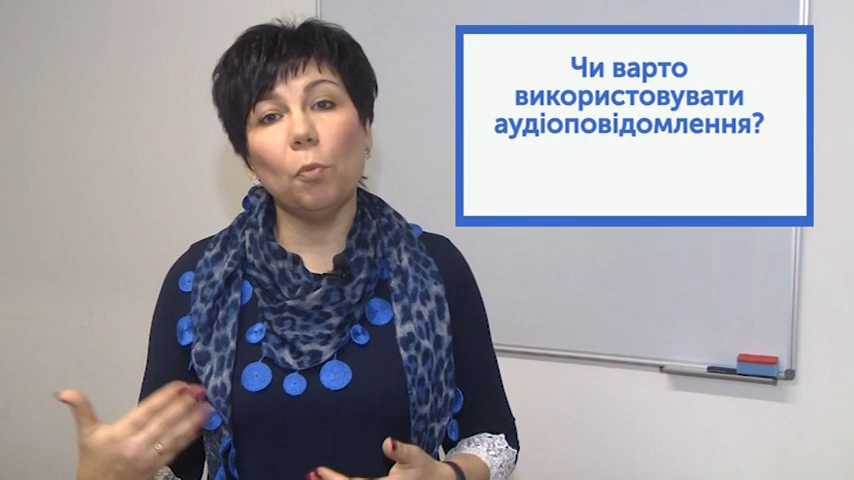 Чи варто
використовувати
аудіоповідомлення?